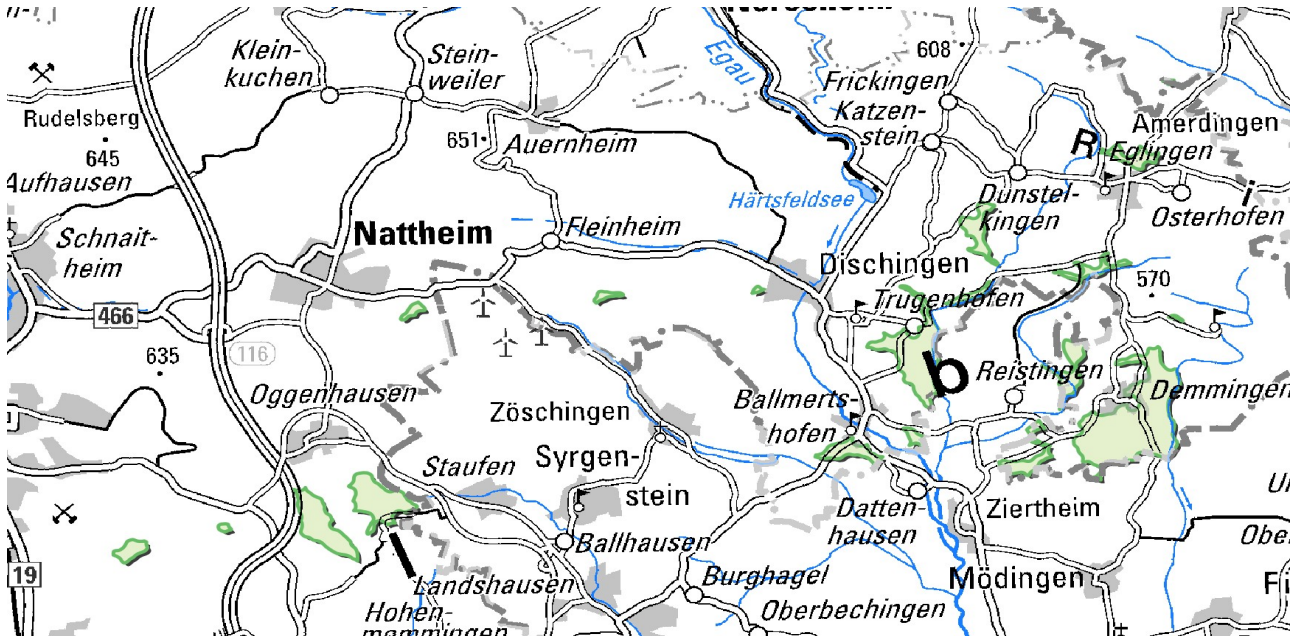 Klein-
kuchen
Stein-
weiler
Egau
608
Frickingen
Katzen-
stein
Rudelsberg
645
651
Auernheim
R
Amerdingen
Eglingen
Aufhausen
Härtsfeldsee
Dunstel-
kingen
i
Osterhofen
Schnait-
heim
Nattheim
Fleinheim
Dischingen
570
Trugenhofen
466
116
635
b
Reistingen
Demmingen
Oggenhausen
Zöschingen
Ballmerts-
hofen
Staufen
Syrgen-
stein
Datten-
hausen
Ziertheim
Ballhausen
19
Landshausen
Burghagel
Mödingen
Hohen-
memmingen
Oberbechingen